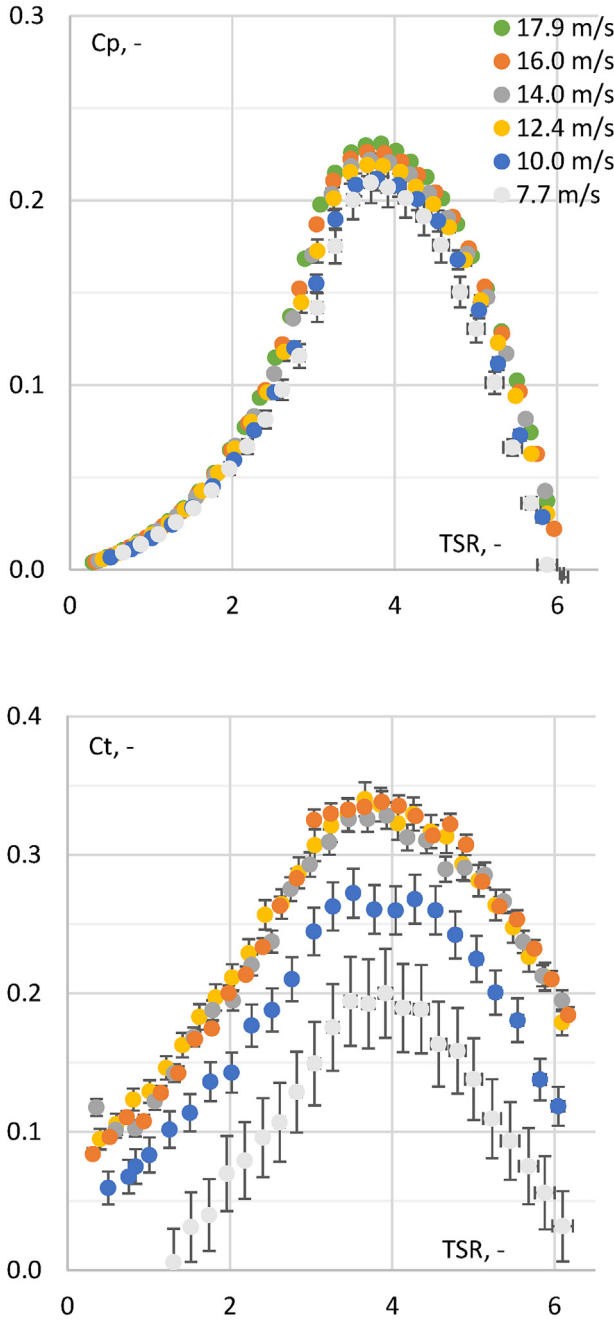 0.3
Cp, -
17.9 m/s
16.0 m/s
14.0 m/s
12.4 m/s
10.0 m/s
7.7 m/s
0.2
0.1
TSR, -
0.0
0 2 4 6
0.4
Ct, -
0.3
0.2
0.1
TSR, -
0.0
0 2 4 6